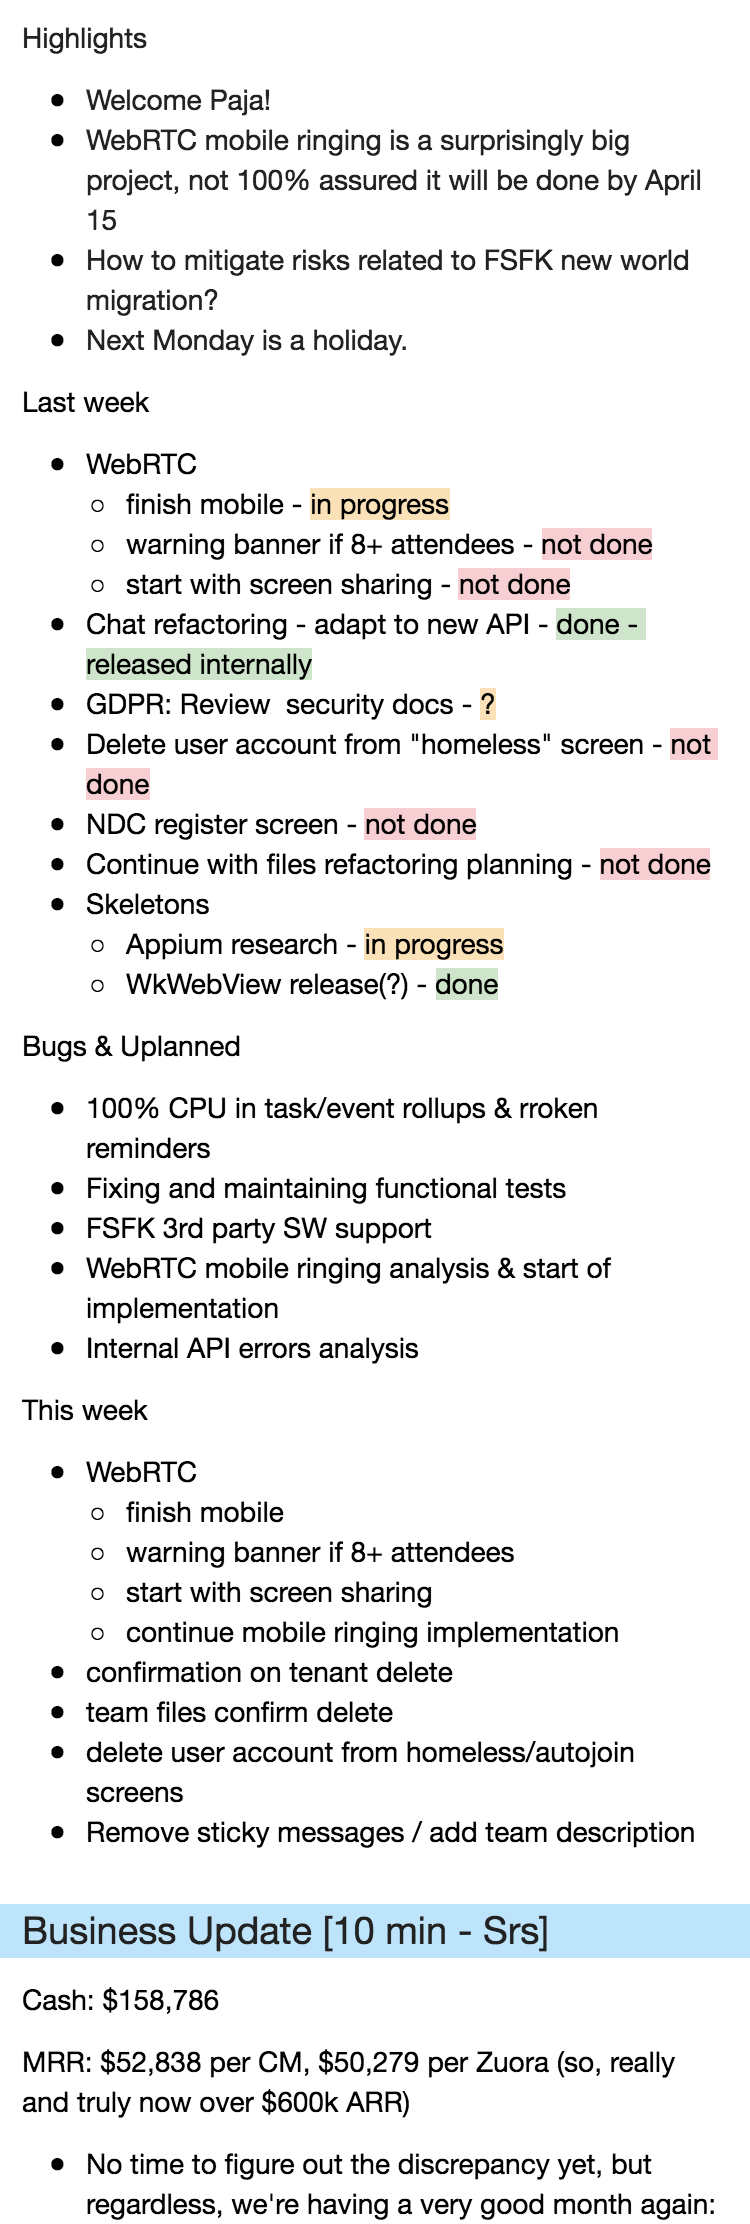 Highlights
● Welcome Paja!
● WebRTC mobile ringing is a surprisingly big
project, not 100% assured it will be done by April
15
● How to mitigate risks related to FSFK new world
migration?
● Next Monday is a holiday.
Last week
● WebRTC
○ finish mobile - in progress
○ warning banner if 8+ attendees - not done
○ start with screen sharing - not done
● Chat refactoring - adapt to new API - done -
released internally
● GDPR: Review  security docs - ?
● Delete user account from "homeless" screen - not
done
● NDC register screen - not done
● Continue with files refactoring planning - not done
● Skeletons
○ Appium research - in progress
○ WkWebView release(?) - done
Bugs & Uplanned
● 100% CPU in task/event rollups & rroken
reminders
● Fixing and maintaining functional tests
● FSFK 3rd party SW support
● WebRTC mobile ringing analysis & start of
implementation
● Internal API errors analysis
This week
● WebRTC
○ finish mobile
○ warning banner if 8+ attendees
○ start with screen sharing
○ continue mobile ringing implementation
● confirmation on tenant delete
● team files confirm delete
● delete user account from homeless/autojoin
screens
● Remove sticky messages / add team description
Business Update [10 min - Srs]
Cash: $158,786
MRR: $52,838 per CM, $50,279 per Zuora (so, really
and truly now over $600k ARR)
● No time to figure out the discrepancy yet, but
regardless, we're having a very good month again: